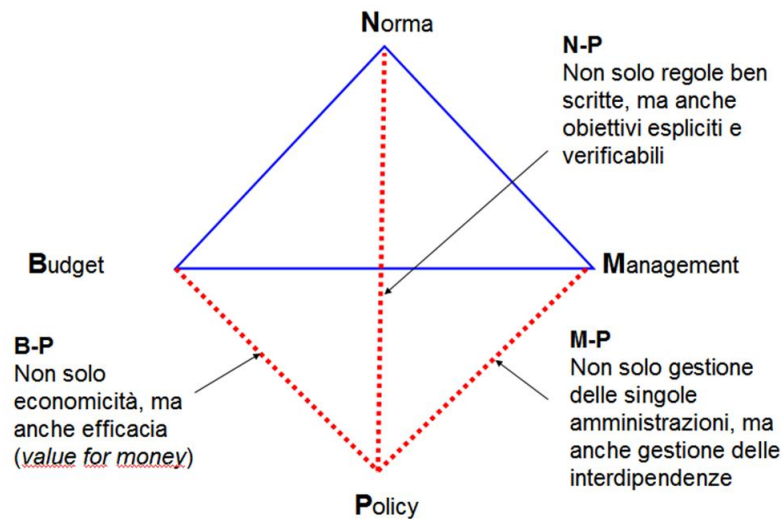 Norma
N-P
Non solo regole ben
scritte, ma anche
obiettivi espliciti e
verificabili
Budget
Management
B-P
Non solo
economicità, ma
anche efficacia
(value for money)
M-P
Non solo gestione
delle singole
amministrazioni, ma
anche gestione delle
interdipendenze
Policy